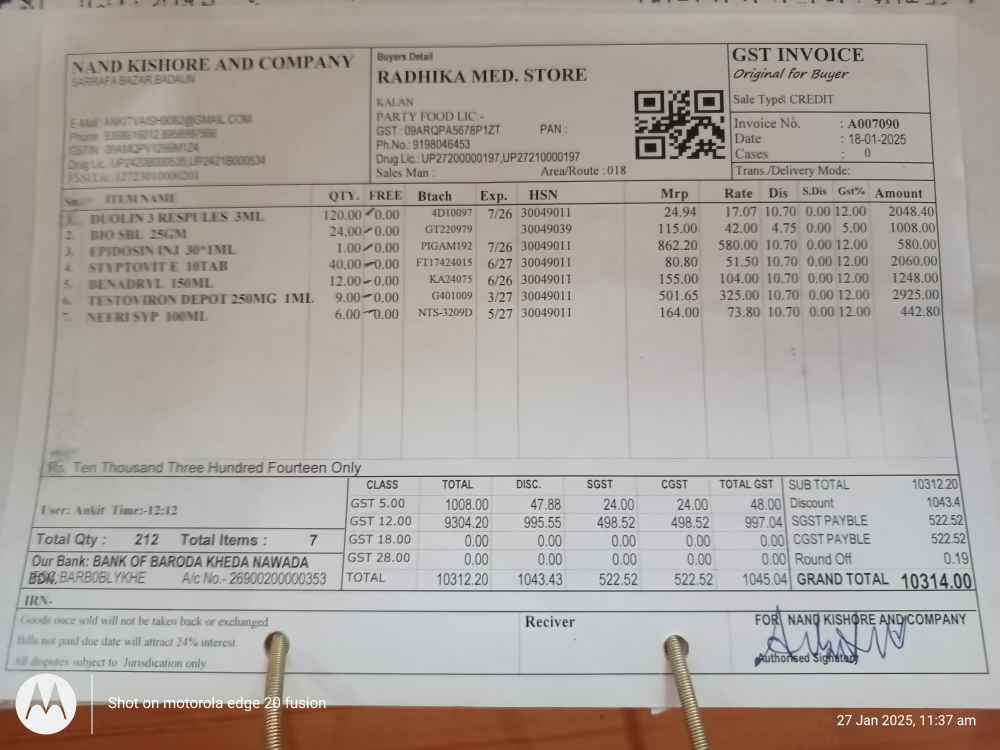 NAND KISHORE AND COMPANY
SARRAFA BAZAR,BADAUN
E-Mail: ANKITVAISH9082@GMAIL.COM
Phone: 9368616012,8958997566
GSTIN: 09AMQPV1266M1Z4
Drug Lic.: UP2420B000535,UP2421B000534
FSSI Lic.: 12723010000201
Buyers Detail
RADHIKA MED. STORE
KALAN
PARTY FOOD LIC:-
GST : 09ARQPA5678P1ZT PAN :
Ph.No.: 9198046453
Drug Lic.: UP27200000197,UP27210000197
Sales Man : Area/Route : 018
GST INVOICE
Original for Buyer
Sale Type: CREDIT
Invoice No. : A007090
Date : 18-01-2025
Cases : 0
Trans./Delivery Mode:
Sn. ITEM NAME QTY. FREE Btach Exp. HSN Mrp Rate Dis S.Dis Gst% Amount
1. DUOLIN 3 RESPULES 3ML 120.00 0.00 4D10097 7/26 30049011 24.94 17.07 10.70 0.00 12.00 2048.40
2. BIO SBL 25GM 24.00 0.00 GT220979 30049039 115.00 42.00 4.75 0.00 5.00 1008.00
3. EPIDOSIN INJ 30*1ML 1.00 0.00 PIGAM192 7/26 30049011 862.20 580.00 10.70 0.00 12.00 580.00
4. STYPTOVIT E 10TAB 40.00 0.00 FT17424015 6/27 30049011 80.80 51.50 10.70 0.00 12.00 2060.00
5. BENADRYL 150ML 12.00 0.00 KA24075 6/26 30049011 155.00 104.00 10.70 0.00 12.00 1248.00
6. TESTOVIRON DEPOT 250MG 1ML 9.00 0.00 G401009 3/27 30049011 501.65 325.00 10.70 0.00 12.00 2925.00
7. NEERI SYP 100ML 6.00 0.00 NTS-3209D 5/27 30049011 164.00 73.80 10.70 0.00 12.00 442.80
Rs. Ten Thousand Three Hundred Fourteen Only
User: Ankit Time:-12:12
Total Qty : 212 Total Items : 7
Our Bank: BANK OF BARODA KHEDA NAWADA
BDN, BARB0BLYKHE A/c No.- 26900200000353
CLASS TOTAL DISC. SGST CGST TOTAL GST
GST 5.00 1008.00 47.88 24.00 24.00 48.00
GST 12.00 9304.20 995.55 498.52 498.52 997.04
GST 18.00 0.00 0.00 0.00 0.00 0.00
GST 28.00 0.00 0.00 0.00 0.00 0.00
TOTAL 10312.20 1043.43 522.52 522.52 1045.04
SUB TOTAL 10312.20
Discount 1043.4
SGST PAYBLE 522.52
CGST PAYBLE 522.52
Round Off 0.19
GRAND TOTAL 10314.00
IRN-
Goods once sold will not be taken back or exchanged.
Bills not paid due date will attract 24% interest.
All disputes subject to Jurisdication only.
Reciver
FOR NAND KISHORE AND COMPANY
Authorised Signatory
Shot on motorola edge 20 fusion
27 Jan 2025, 11:37 am